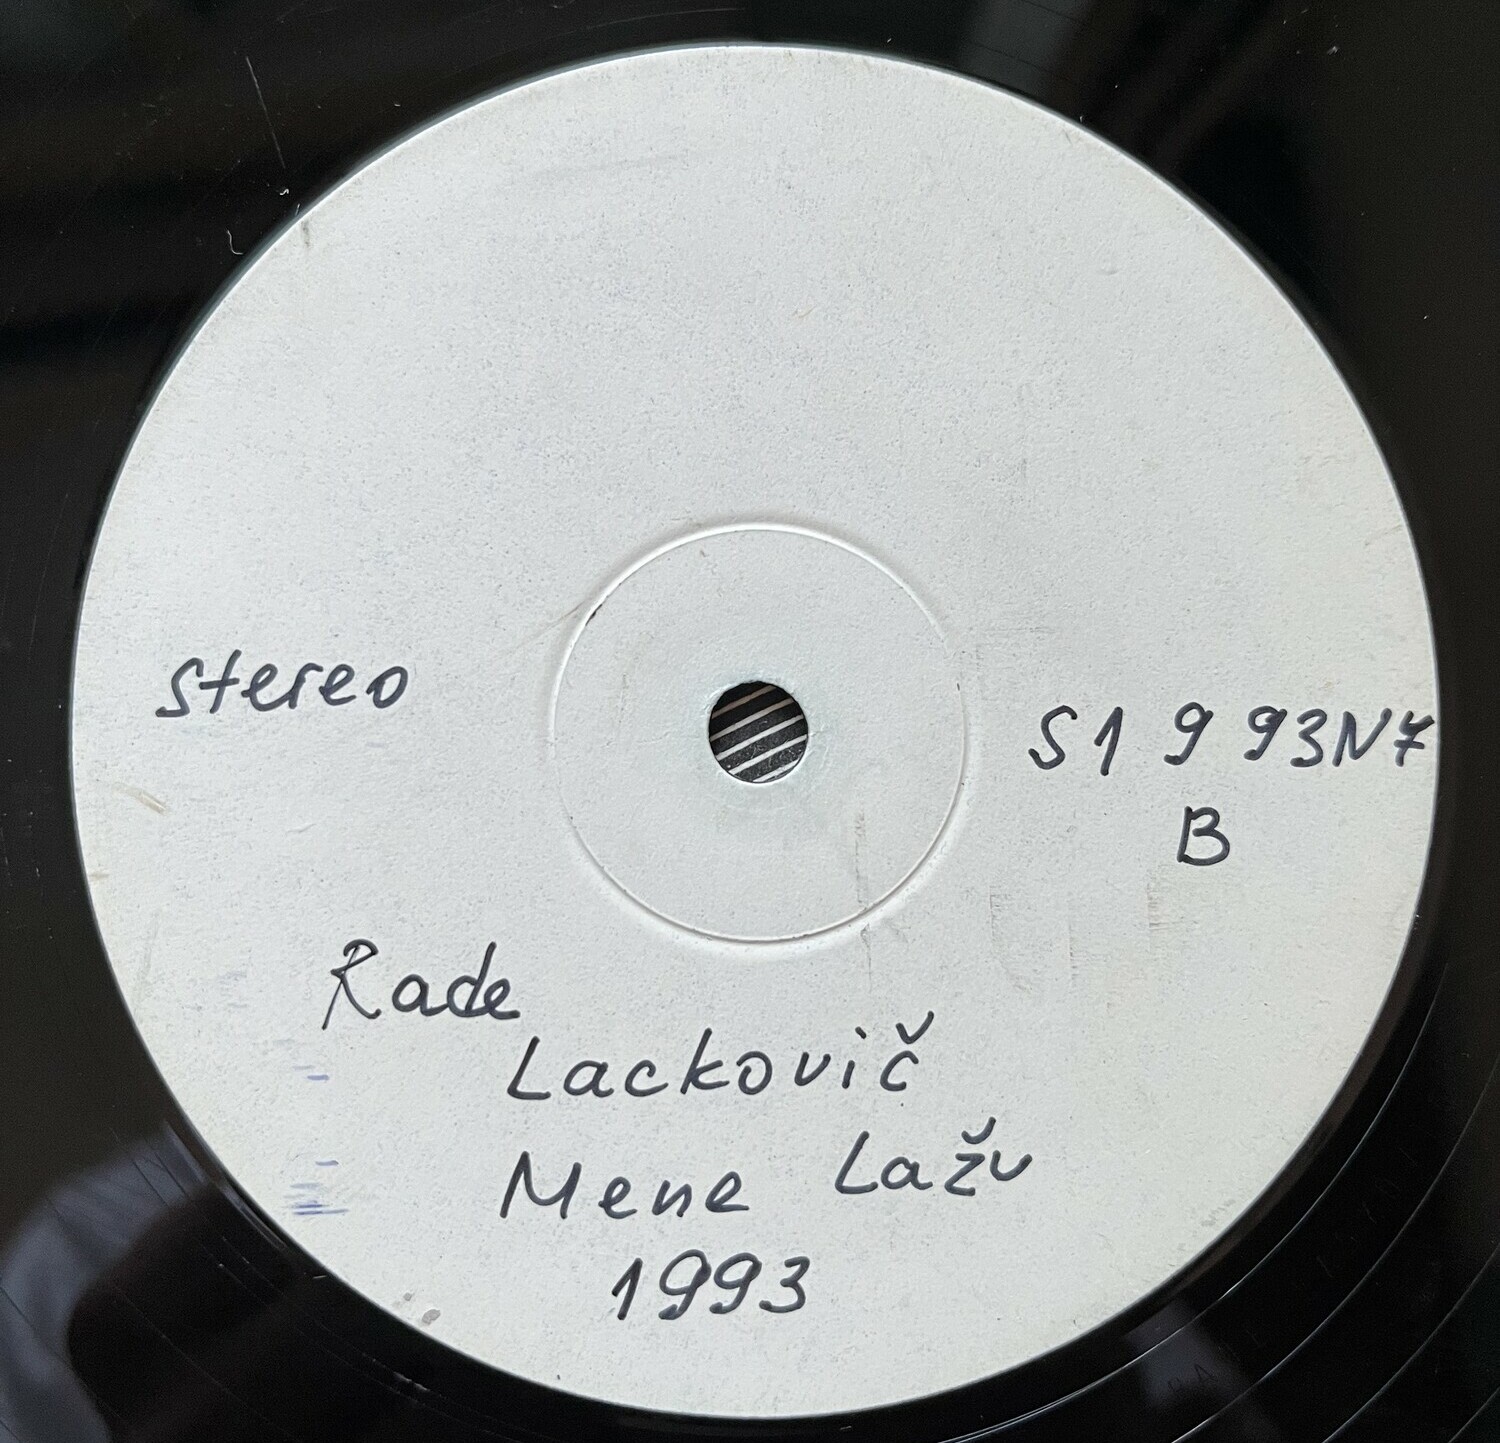 stereo
S1 9 93N7
B
Rade
Lackovič
Mene Lažu
1993